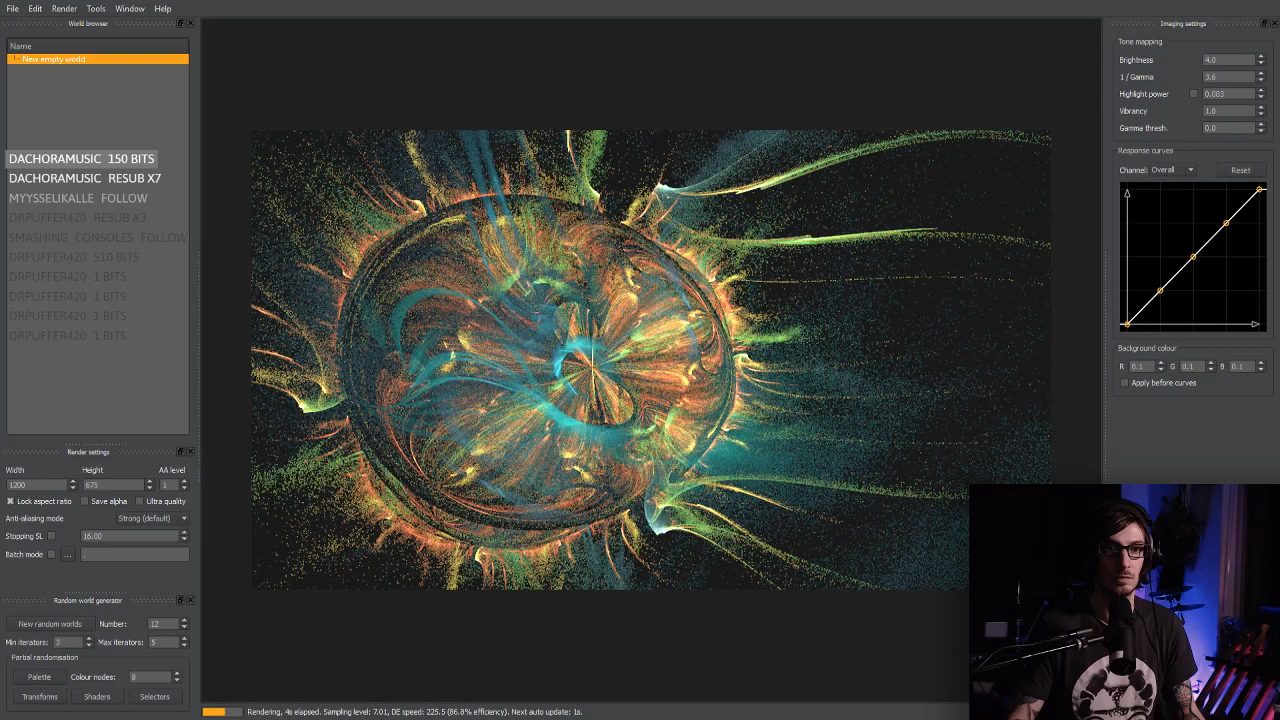 File Edit Render Tools Window Help
World browser
Name
New empty world
DACHORAMUSIC 150 BITS
DACHORAMUSIC RESUB X7
MYYSSELIKALLE FOLLOW
DRPUFFER420 RESUB X3
SMASHING_CONSOLES FOLLOW
DRPUFFER420 510 BITS
DRPUFFER420 1 BITS
DRPUFFER420 1 BITS
DRPUFFER420 1 BITS
DRPUFFER420 1 BITS
Render settings
Width Height AA level
1200 675 1
Lock aspect ratio Save alpha Ultra quality
Anti-aliasing mode Strong (default)
Stopping SL 16.00
Batch mode ... .
Random world generator
New random worlds Number: 12
Min iterators: 3 Max iterators: 5
Partial randomisation
Palette Colour nodes: 8
Transforms Shaders Selectors
Rendering, 4s elapsed. Sampling level: 7.01, DE speed: 225.5 (86.8% efficiency). Next auto update: 1s.
Imaging settings
Tone mapping
Brightness 4.0
1 / Gamma 3.6
Highlight power 0.003
Vibrancy 1.0
Gamma thresh. 0.0
Response curves
Channel: Overall Reset
Background colour
R 0.1 G 0.1 B 0.1
Apply before curves